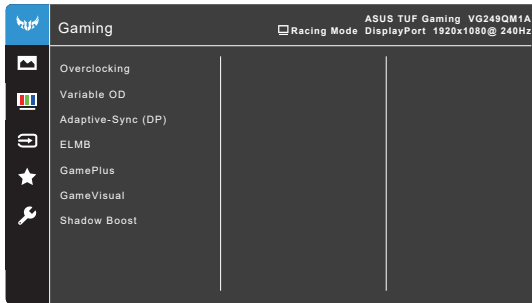 Gaming
ASUS TUF Gaming VG249QM1A
Racing Mode DisplayPort 1920x1080@ 240Hz
Overclocking
Variable OD
Adaptive-Sync (DP)
ELMB
GamePlus
GameVisual
Shadow Boost